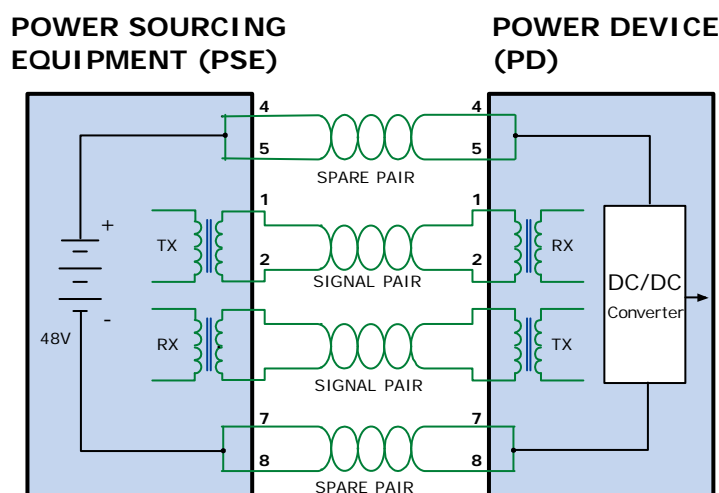 POWER SOURCING
EQUIPMENT (PSE)
POWER DEVICE
(PD)
4
4
5
5
SPARE PAIR
1
1
+
TX
RX
2
2
SIGNAL PAIR
DC/DC
Converter
-
48V
RX
TX
SIGNAL PAIR
7
7
8
8
SPARE PAIR